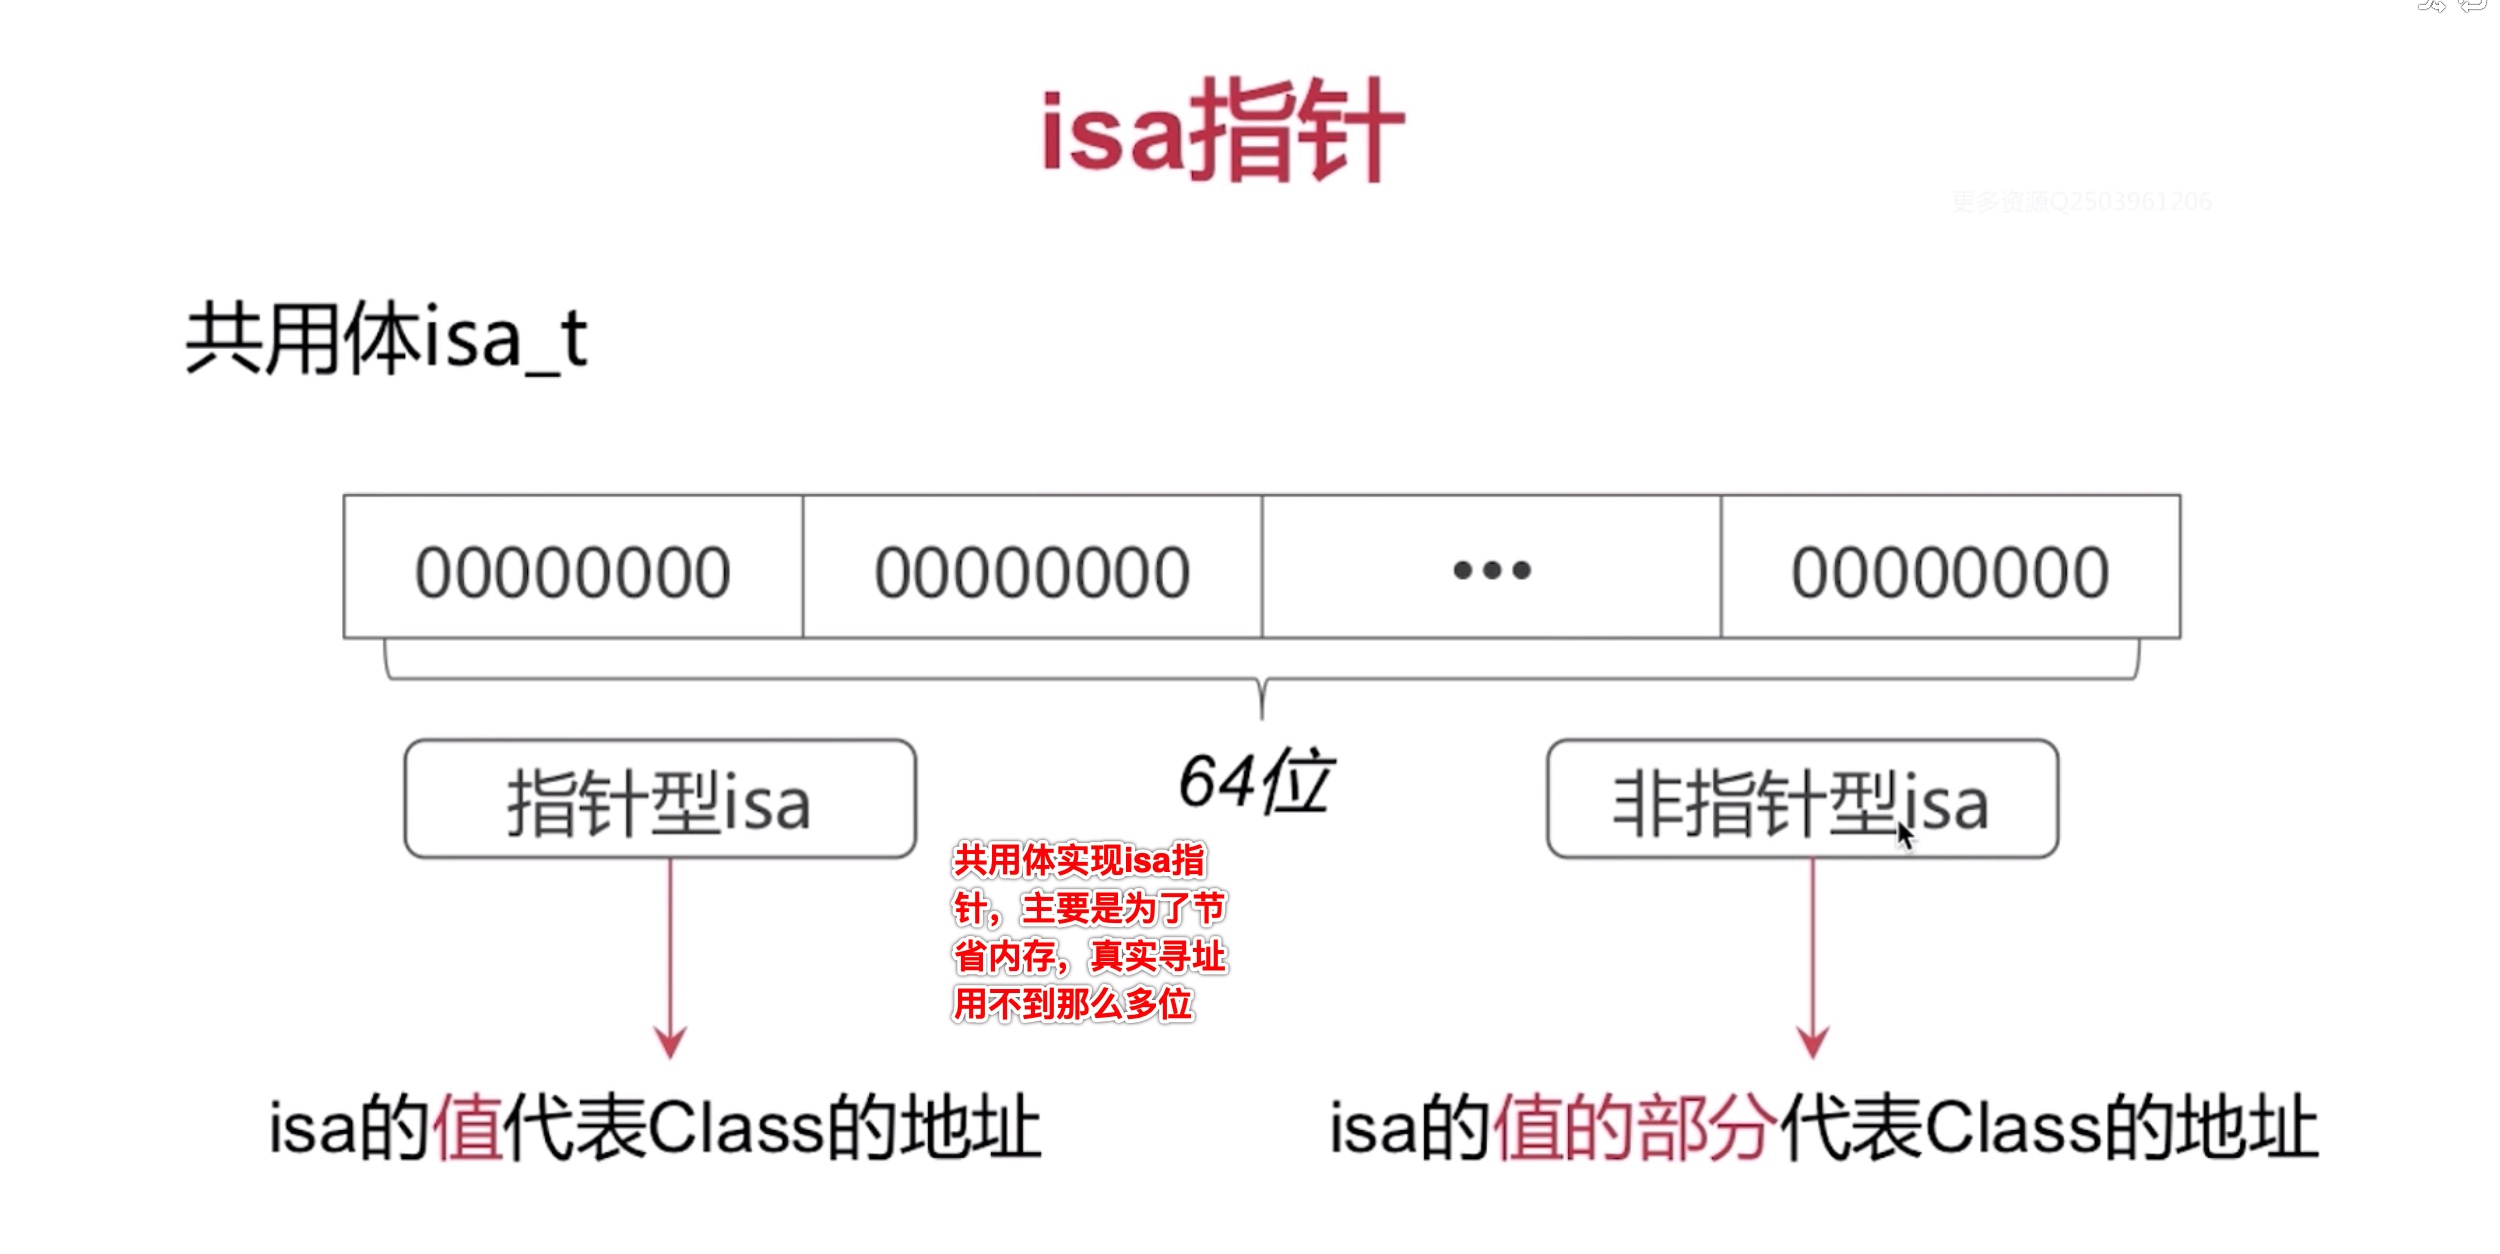 isa指针
更多资源Q2503961206
共用体isa_t
00000000 00000000 ••• 00000000
指针型isa 64位 非指针型isa
共用体实现isa指
针，主要是为了节
省内存，真实寻址
用不到那么多位
isa的值代表Class的地址 isa的值的部分代表Class的地址